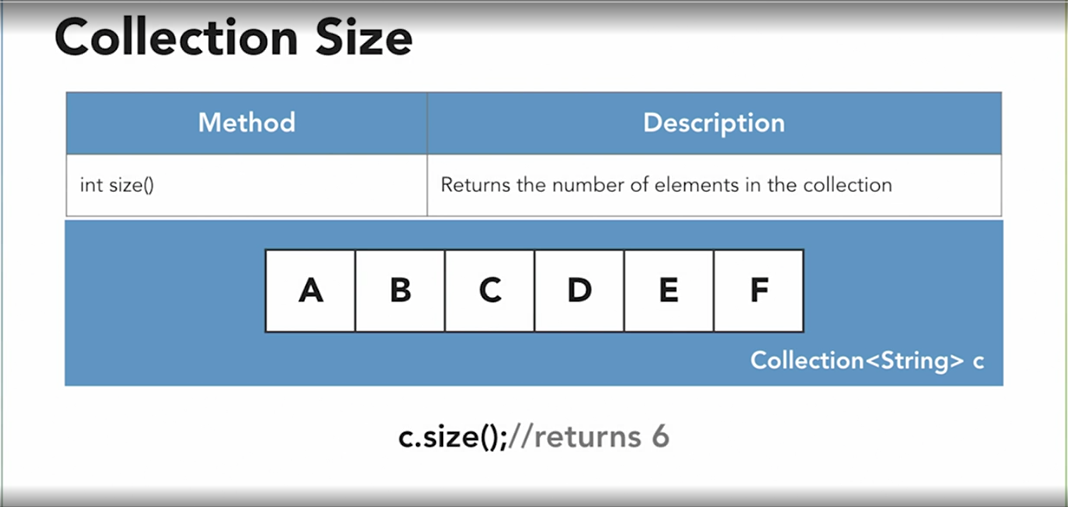 Collection Size
Method Description
int size() Returns the number of elements in the collection
A B C D E F
Collection<String> c
c.size();//returns 6